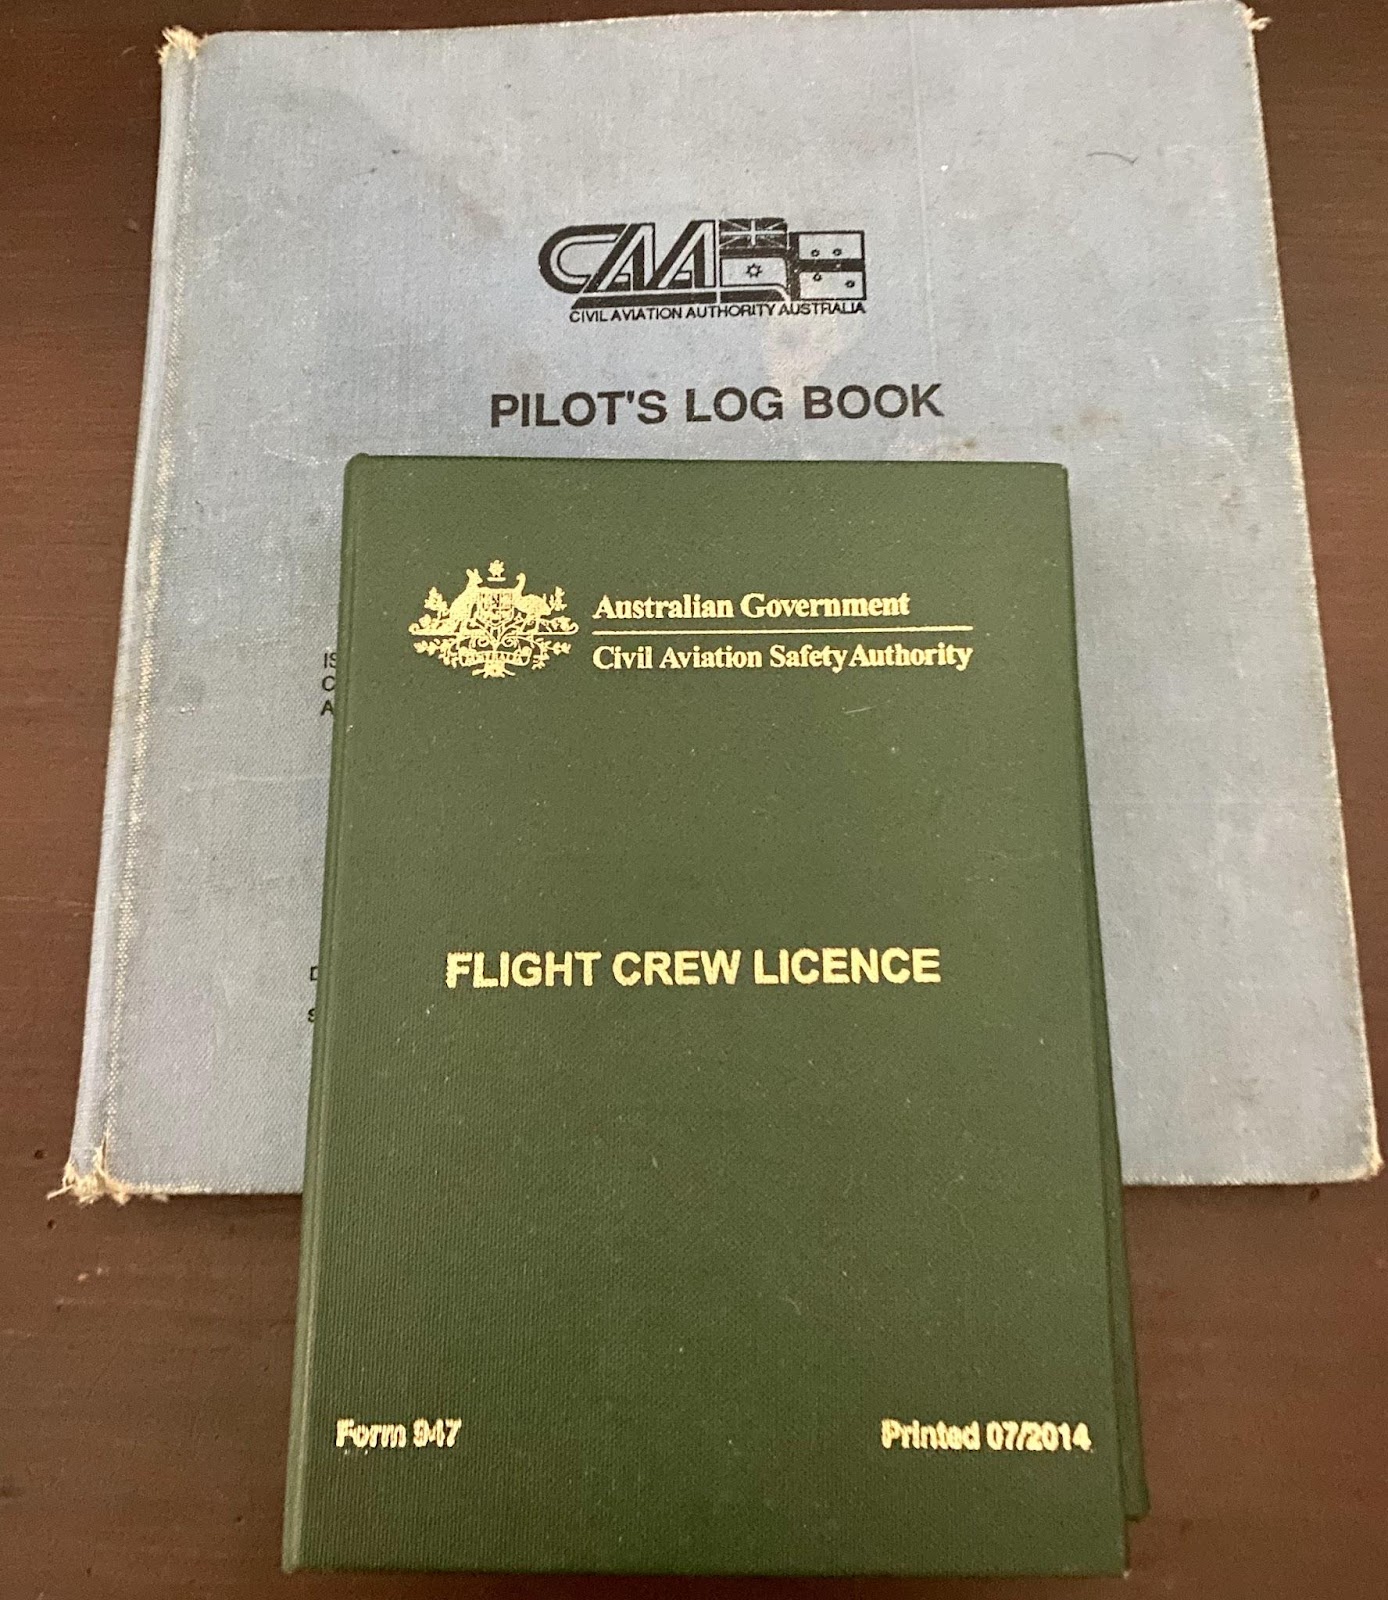 CAA
CIVIL AVIATION AUTHORITY AUSTRALIA
PILOT'S LOG BOOK
Australian Government
Civil Aviation Safety Authority
AUSTRALIA
FLIGHT CREW LICENCE
Form 947
Printed 07/2014